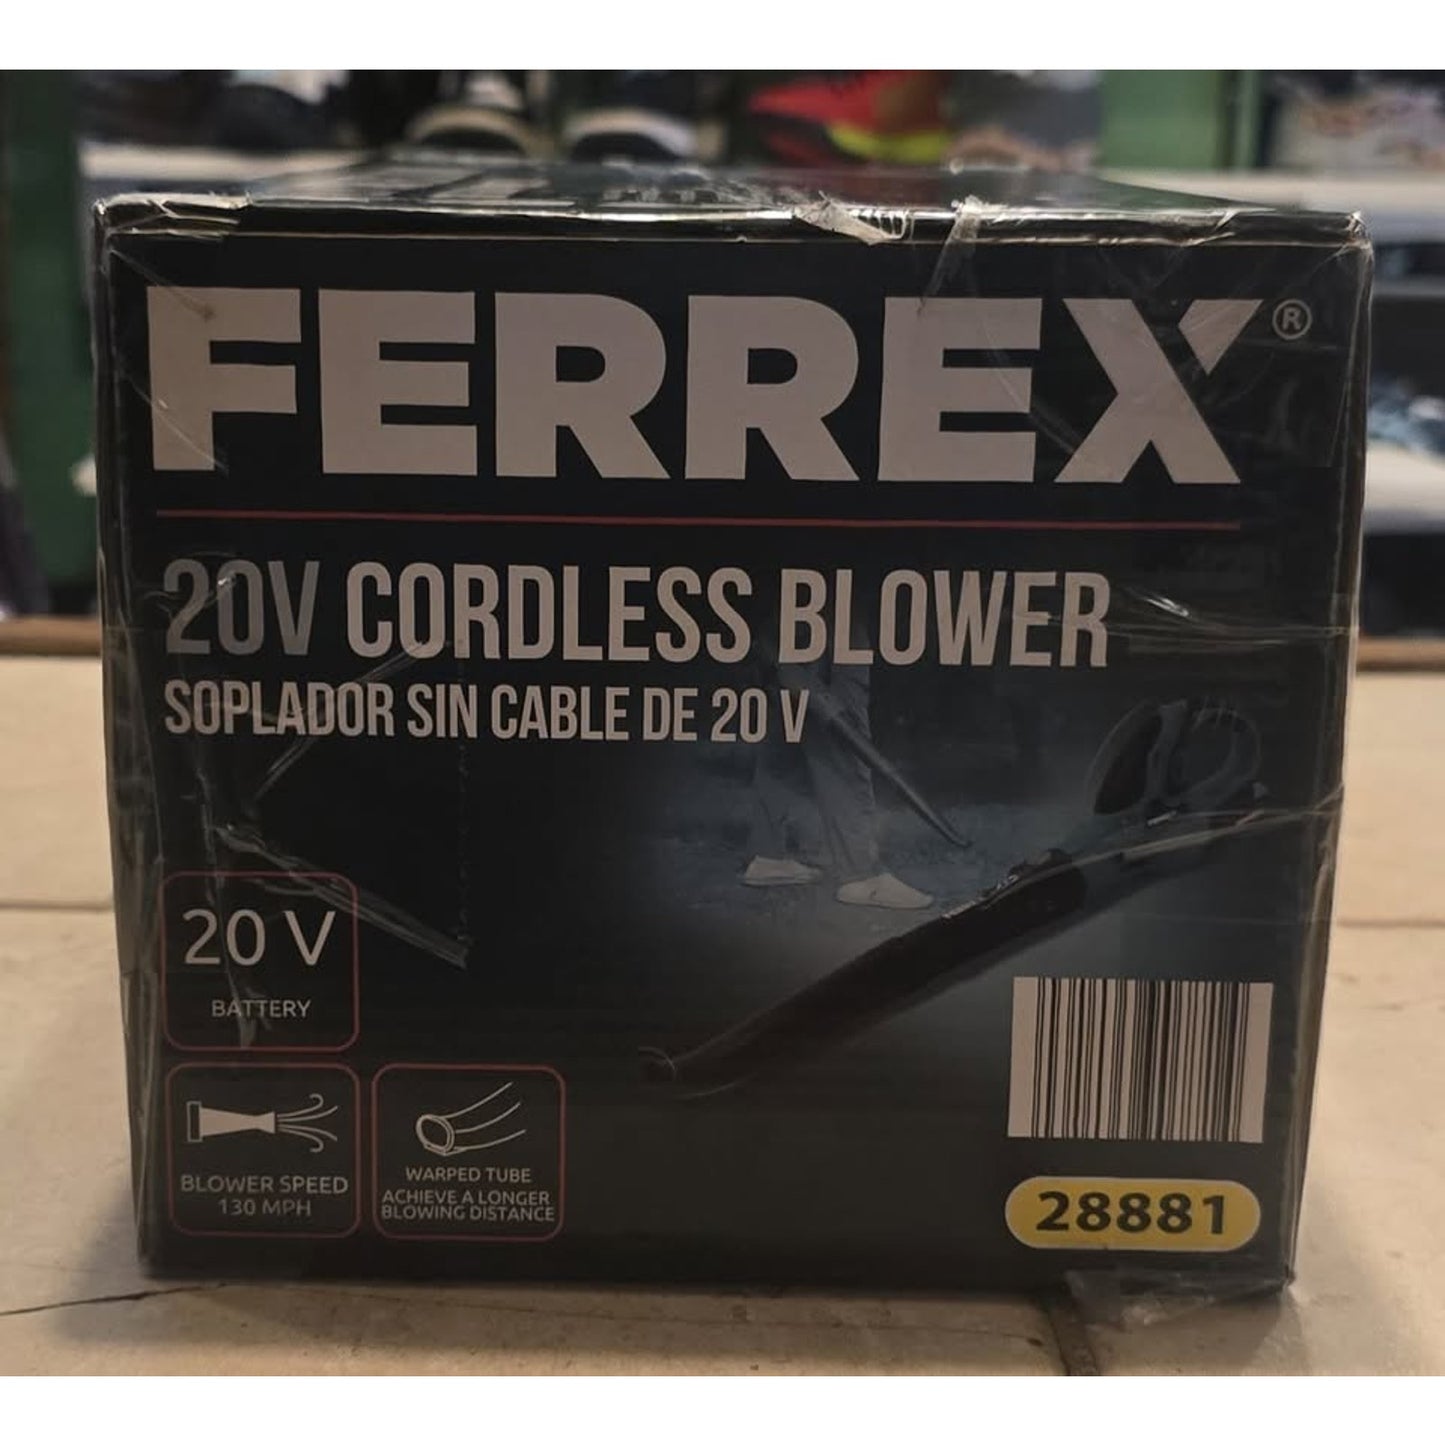 FERREX®
20V CORDLESS BLOWER
SOPLADOR SIN CABLE DE 20 V
20 V
BATTERY
BLOWER SPEED
130 MPH
WARPED TUBE
ACHIEVE A LONGER
BLOWING DISTANCE
28881